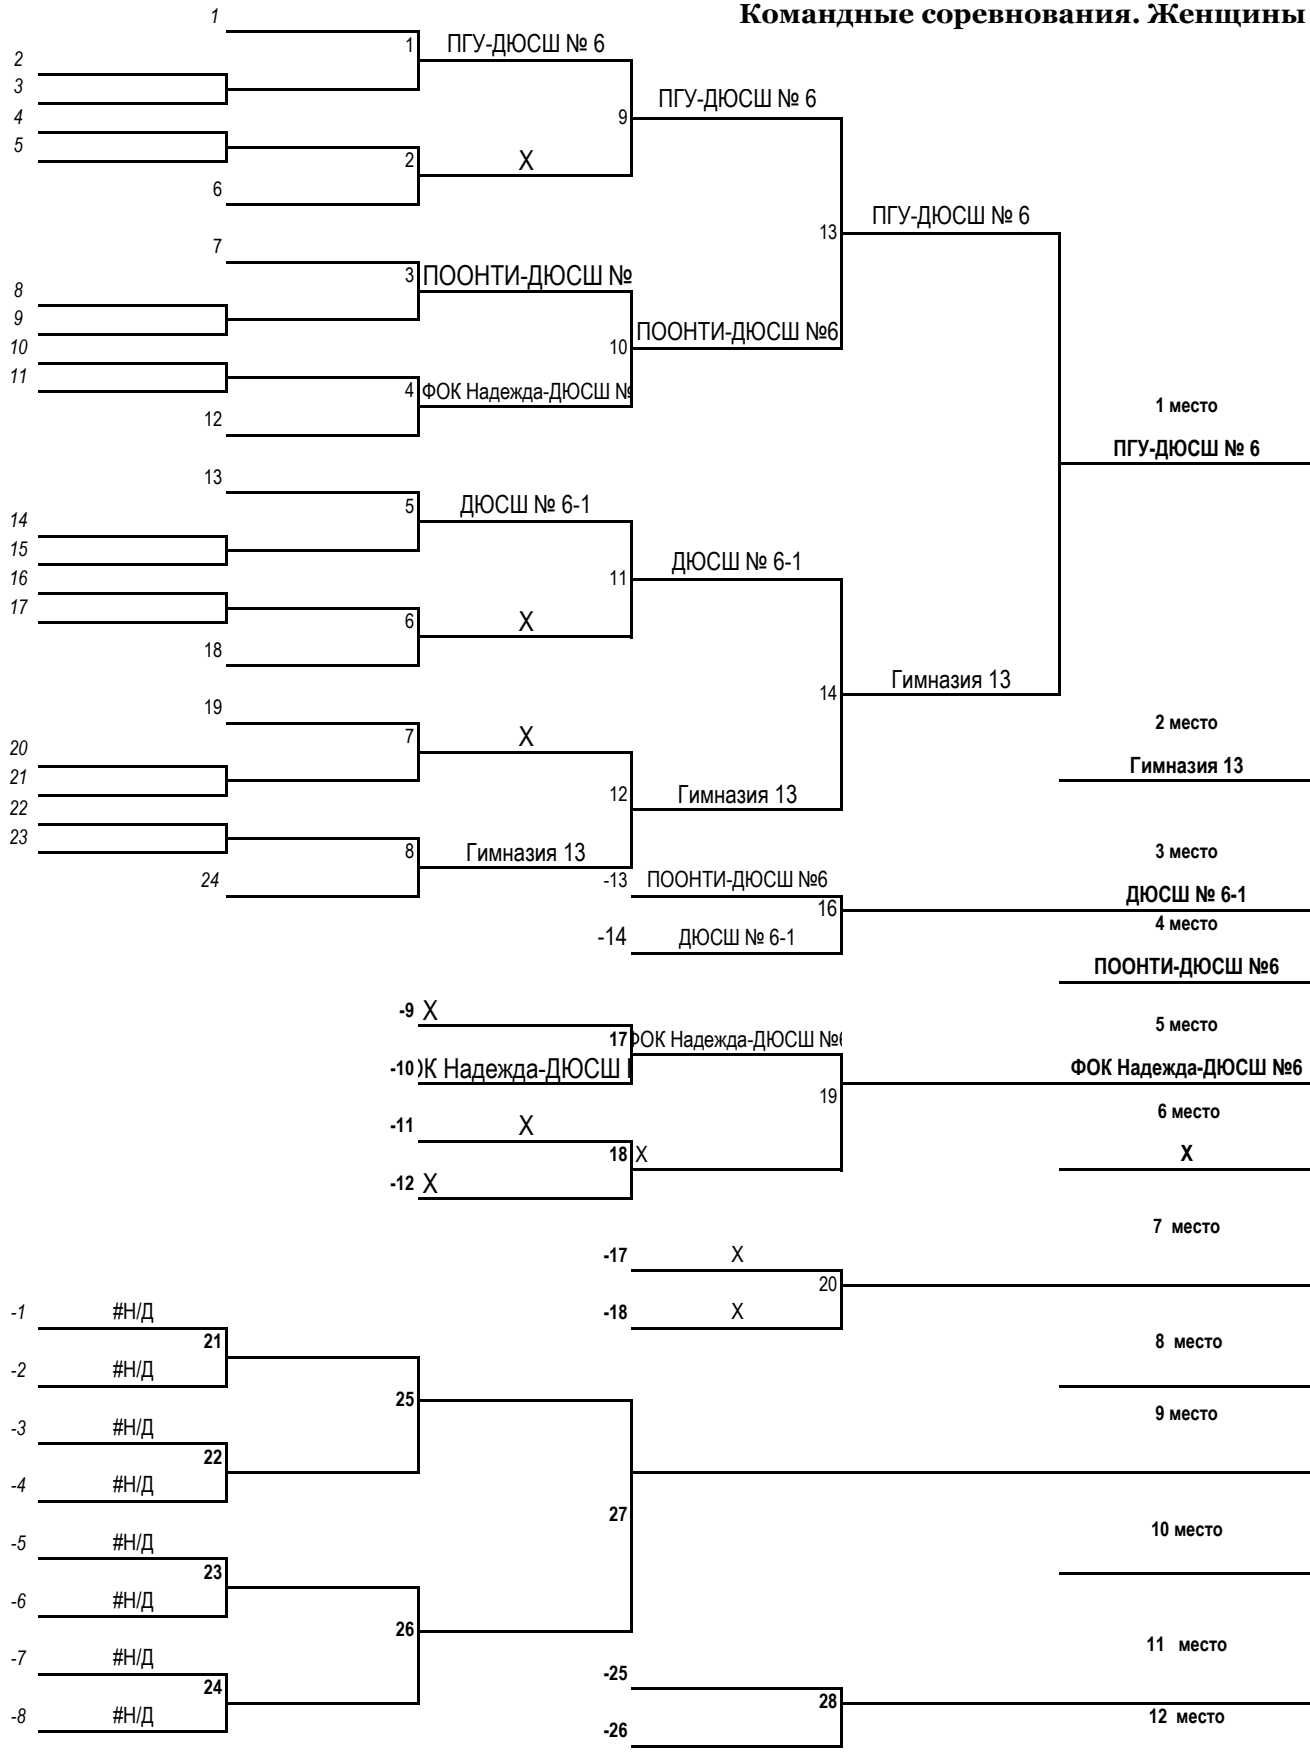 Командные соревнования. Женщины
1
1
ПГУ-ДЮСШ № 6
2
3
4
5
2
Х
6
9
ПГУ-ДЮСШ № 6
7
3
ПООНТИ-ДЮСШ №
8
9
10
11
4
ФОК Надежда-ДЮСШ №
12
10
ПООНТИ-ДЮСШ №6
13
ПГУ-ДЮСШ № 6
1 место
ПГУ-ДЮСШ № 6
13
5
ДЮСШ № 6-1
14
15
16
17
6
Х
18
11
ДЮСШ № 6-1
14
Гимназия 13
19
7
Х
20
21
22
23
8
Гимназия 13
24
12
Гимназия 13
2 место
Гимназия 13
3 место
-13
ПООНТИ-ДЮСШ №6
16
ДЮСШ № 6-1
-14
ДЮСШ № 6-1
4 место
ПООНТИ-ДЮСШ №6
-9
Х
17
ФОК Надежда-ДЮСШ №6
5 место
-10
ОК Надежда-ДЮСШ
ФОК Надежда-ДЮСШ №6
19
-11
Х
6 место
18
Х
Х
-12
Х
7 место
-17
Х
20
-18
Х
8 место
-1
#Н/Д
21
-2
#Н/Д
25
9 место
-3
#Н/Д
22
-4
#Н/Д
27
10 место
-5
#Н/Д
23
-6
#Н/Д
26
11 место
-7
#Н/Д
24
-8
#Н/Д
-25
28
-26
12 место